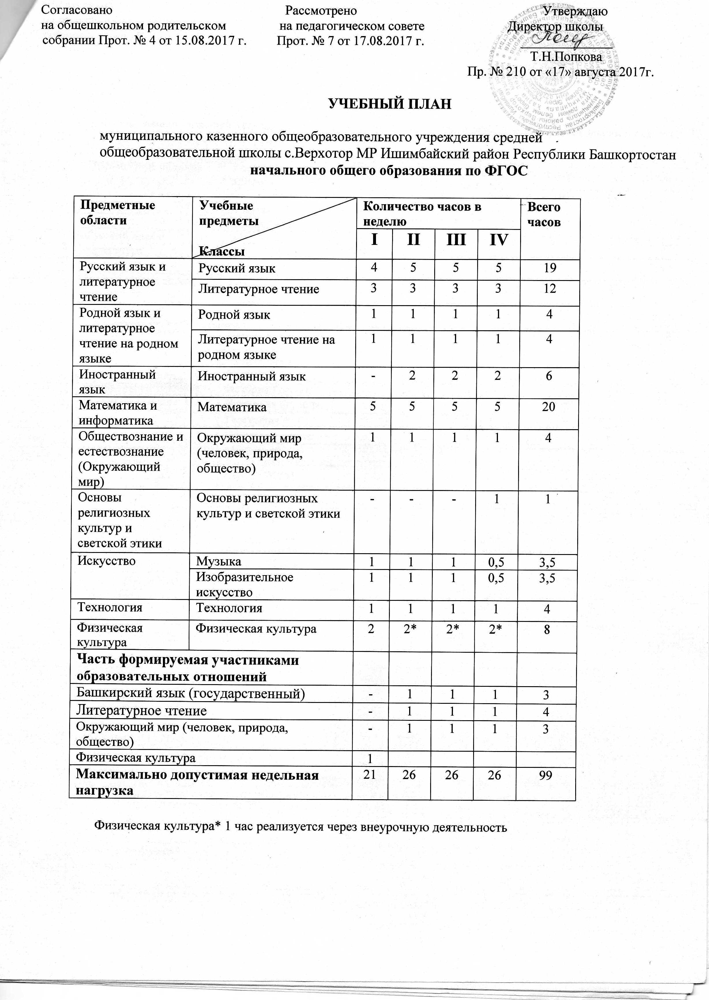 Согласовано Рассмотрено Утверждаю
на общешкольном родительском на педагогическом совете Директор школы
собрании Прот. № 4 от 15.08.2017 г. Прот. № 7 от 17.08.2017 г.
Т.Н.Попкова
Пр. № 210 от «17» августа 2017г.
УЧЕБНЫЙ ПЛАН
муниципального казенного общеобразовательного учреждения средней
общеобразовательной школы с.Верхотор МР Ишимбайский район Республики Башкортостан
начального общего образования по ФГОС
Предметные Учебные Количество часов в Всего
области предметы неделю часов
Классы I II III IV
Русский язык и Русский язык 4 5 5 5 19
литературное Литературное чтение 3 3 3 3 12
чтение
Родной язык и Родной язык 1 1 1 1 4
литературное
чтение на родном Литературное чтение на 1 1 1 1 4
языке родном языке
Иностранный Иностранный язык - 2 2 2 6
язык
Математика и Математика 5 5 5 5 20
информатика
Обществознание и Окружающий мир 1 1 1 1 4
естествознание (человек, природа,
(Окружающий общество)
мир)
Основы Основы религиозных - - - 1 1
религиозных культур и светской этики
культур и
светской этики
Искусство Музыка 1 1 1 0,5 3,5
Изобразительное 1 1 1 0,5 3,5
искусство
Технология Технология 1 1 1 1 4
Физическая Физическая культура 2 2* 2* 2* 8
культура
Часть формируемая участниками
образовательных отношений
Башкирский язык (государственный) - 1 1 1 3
Литературное чтение - 1 1 1 4
Окружающий мир (человек, природа, - 1 1 1 3
общество)
Физическая культура 1
Максимально допустимая недельная 21 26 26 26 99
нагрузка
Физическая культура* 1 час реализуется через внеурочную деятельность